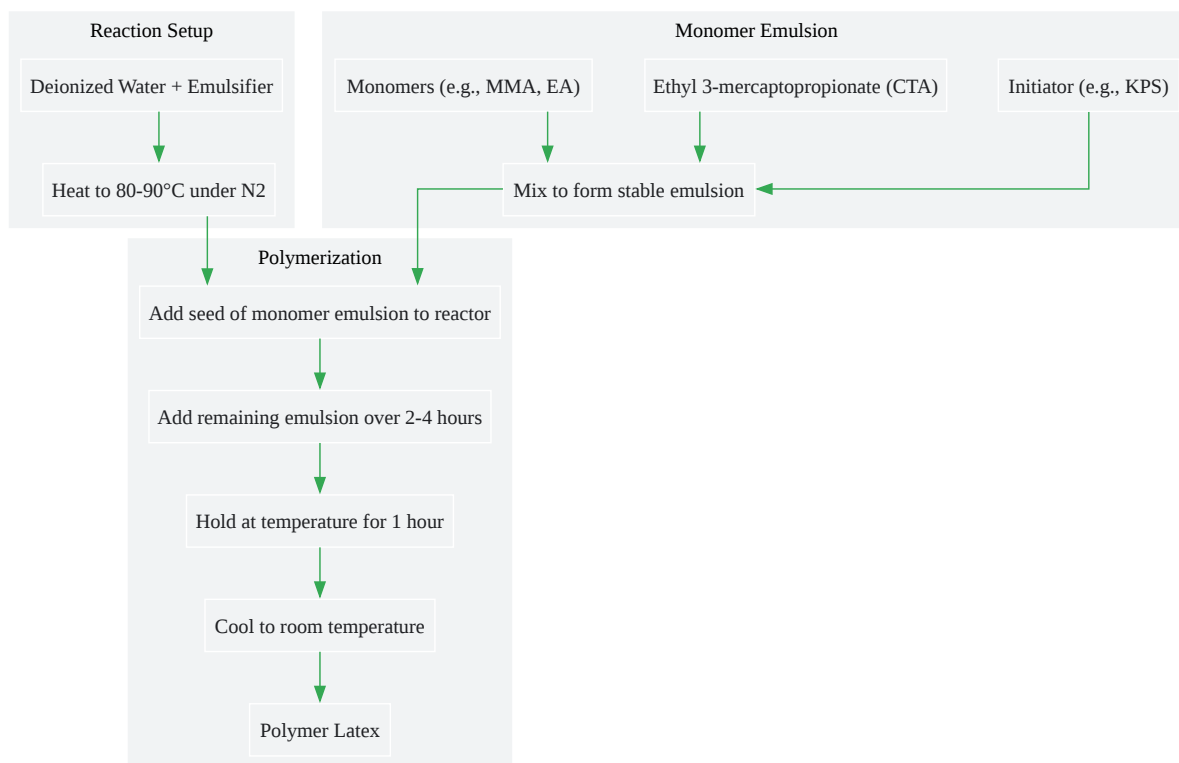 Reaction Setup
Deionized Water + Emulsifier
Heat to 80-90°C under N2
Monomer Emulsion
Monomers (e.g., MMA, EA)
Ethyl 3-mercaptopropionate (CTA)
Initiator (e.g., KPS)
Mix to form stable emulsion
Polymerization
Add seed of monomer emulsion to reactor
Add remaining emulsion over 2-4 hours
Hold at temperature for 1 hour
Cool to room temperature
Polymer Latex